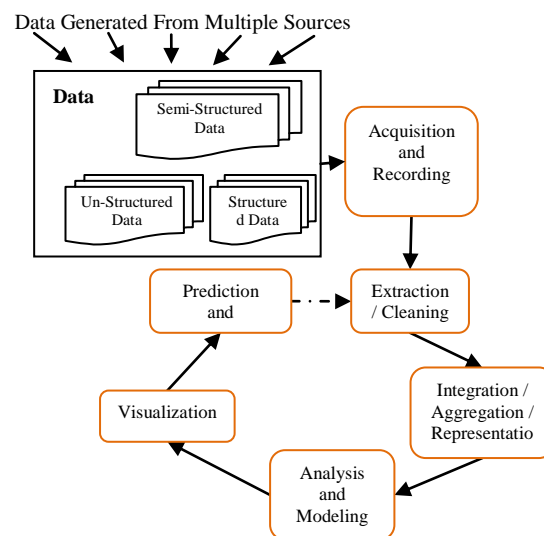 Data Generated From Multiple Sources
Data
Semi-Structured
Data
Un-Structured
Data
Structure
d Data
Acquisition
and
Recording
Extraction
/ Cleaning
Integration /
Aggregation /
Representatio
Analysis
and
Modeling
Visualization
Prediction
and